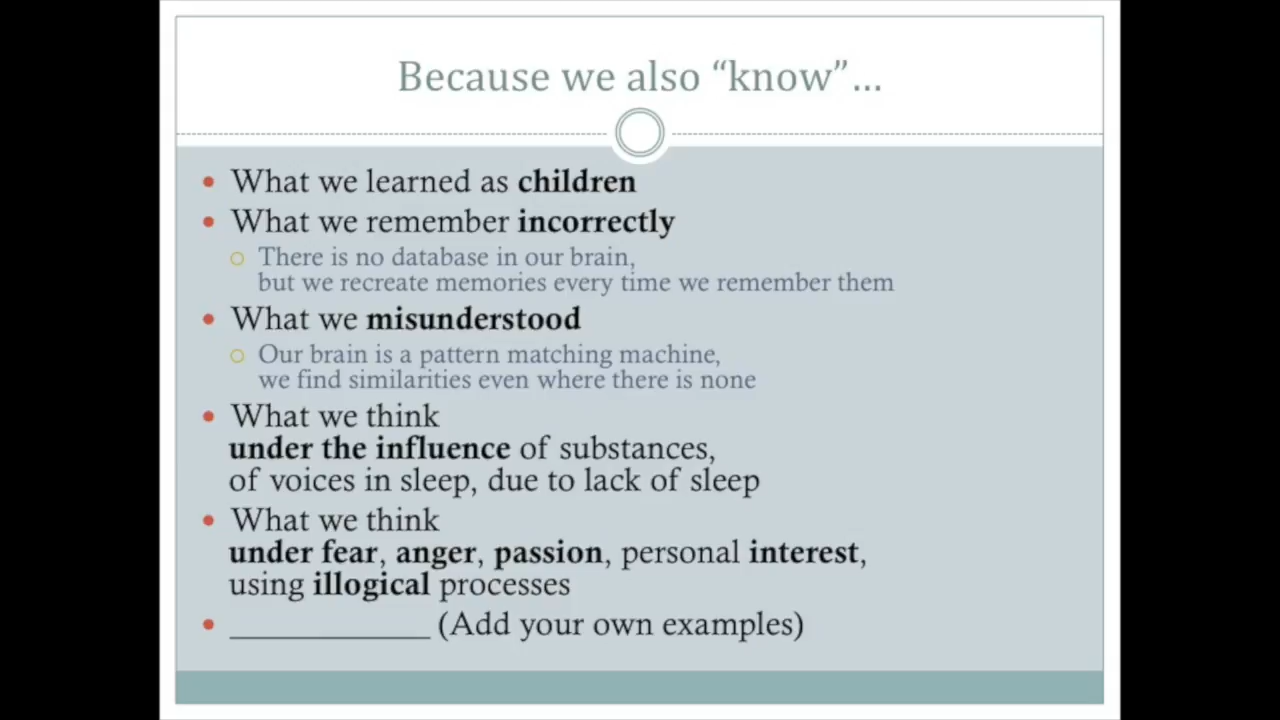 Because we also “know”…
• What we learned as children
• What we remember incorrectly
○ There is no database in our brain,
but we recreate memories every time we remember them
• What we misunderstood
○ Our brain is a pattern matching machine,
we find similarities even where there is none
• What we think
under the influence of substances,
of voices in sleep, due to lack of sleep
• What we think
under fear, anger, passion, personal interest,
using illogical processes
• ____________ (Add your own examples)